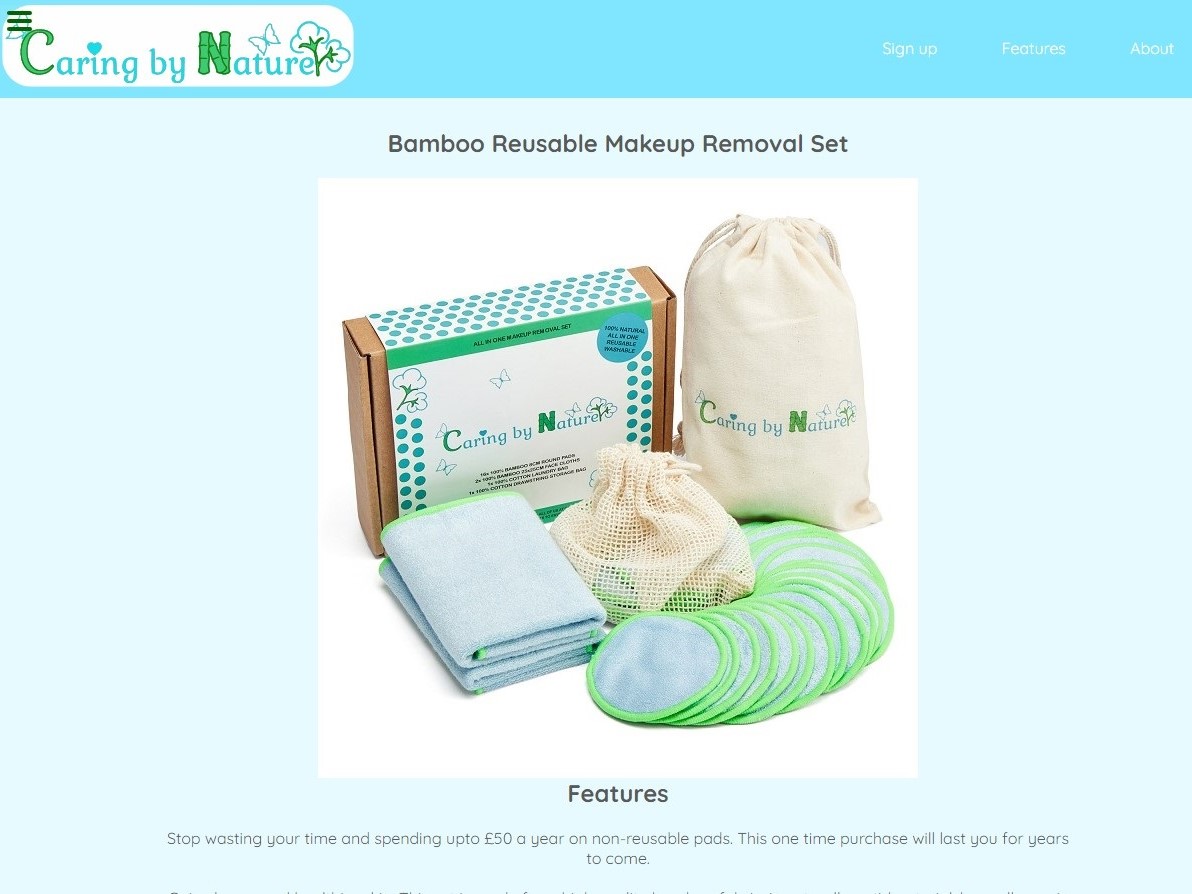 Caring by Nature
Sign up
Features
About
Bamboo Reusable Makeup Removal Set
ALL IN ONE MAKEUP REMOVAL SET
100% NATURAL
ALL IN ONE
REUSABLE
WASHABLE
Caring by Nature
16x 100% BAMBOO 8CM ROUND PADS
2x 100% BAMBOO 25x25CM FACE CLOTHS
1x 100% COTTON LAUNDRY BAG
1x 100% COTTON DRAWSTRING STORAGE BAG
Caring by Nature
Features
Stop wasting your time and spending upto £50 a year on non-reusable pads. This one time purchase will last you for years
to come.